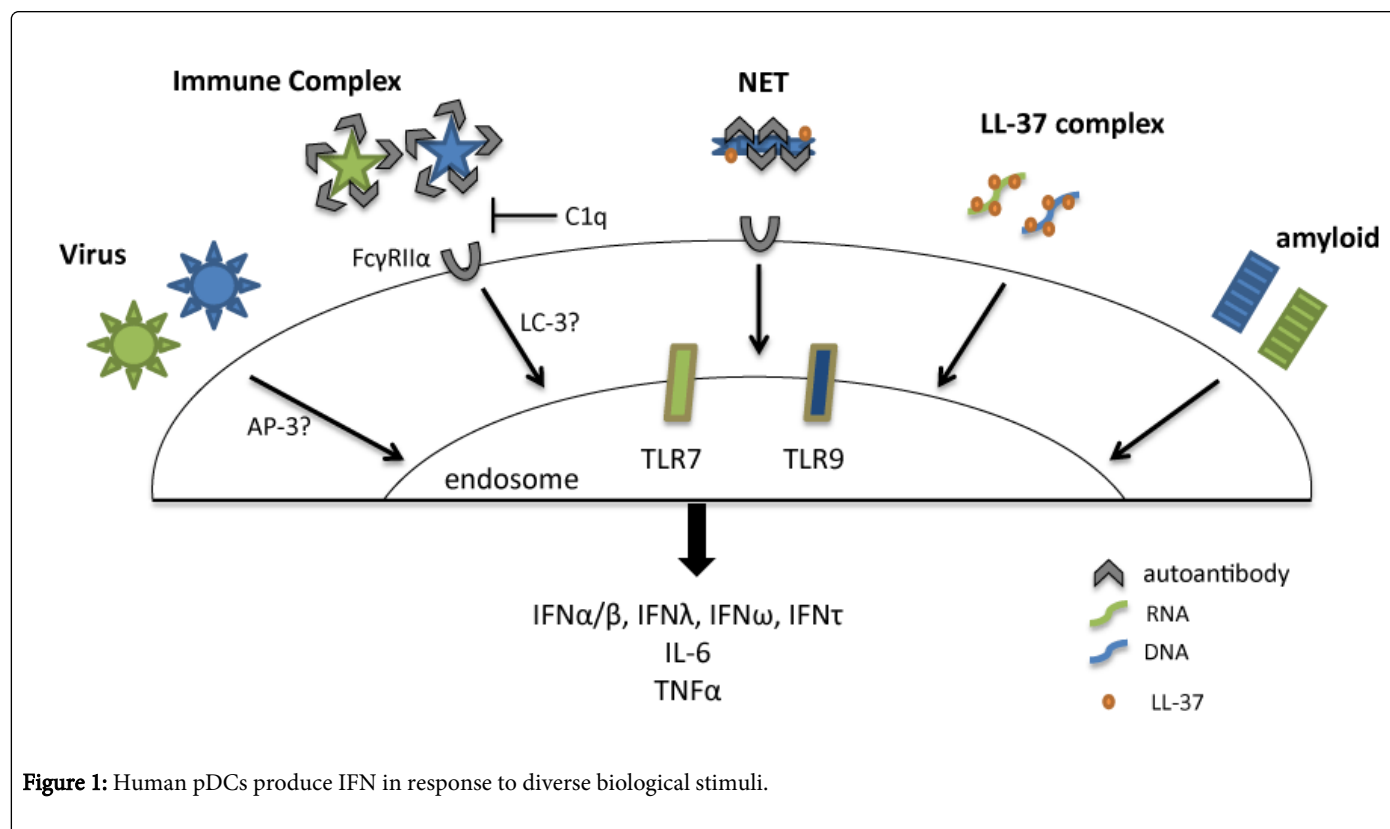 Immune Complex
NET
LL-37 complex
C1q
Virus
FcγRIIα
amyloid
LC-3?
AP-3?
TLR7
TLR9
endosome
IFNα/β, IFNλ, IFNω, IFNτ
IL-6
TNFα
autoantibody
RNA
DNA
LL-37
Figure 1: Human pDCs produce IFN in response to diverse biological stimuli.